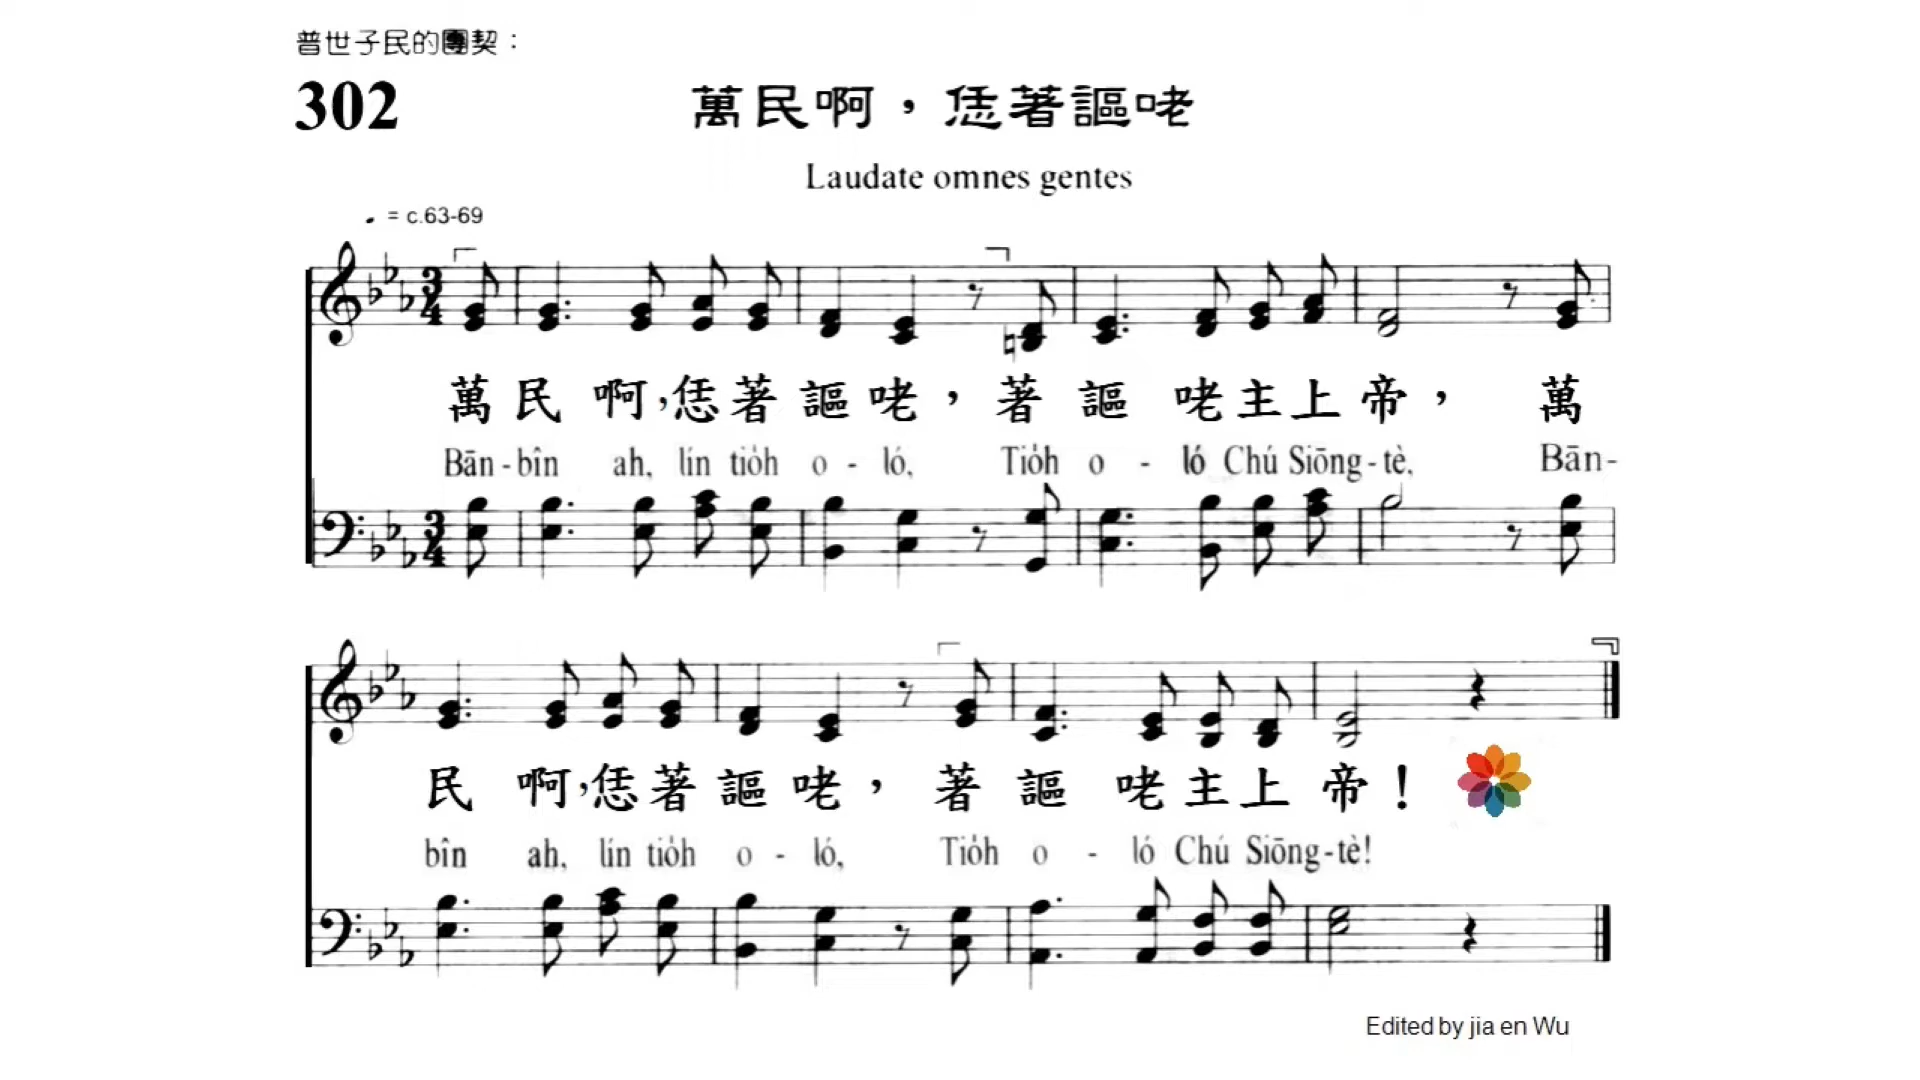 普世子民的團契：
302
萬民啊，恁著謳咾
Laudate omnes gentes
= c.63-69
萬民啊,恁著謳咾，著謳咾主上帝，萬
Bān-bîn ah, lín tio̍h o-ló, Tio̍h o-ló Chú Siōng-tè, Bān-
民啊,恁著謳咾，著謳咾主上帝！
bîn ah, lín tio̍h o-ló, Tio̍h o-ló Chú Siōng-tè!
Edited by jia en Wu